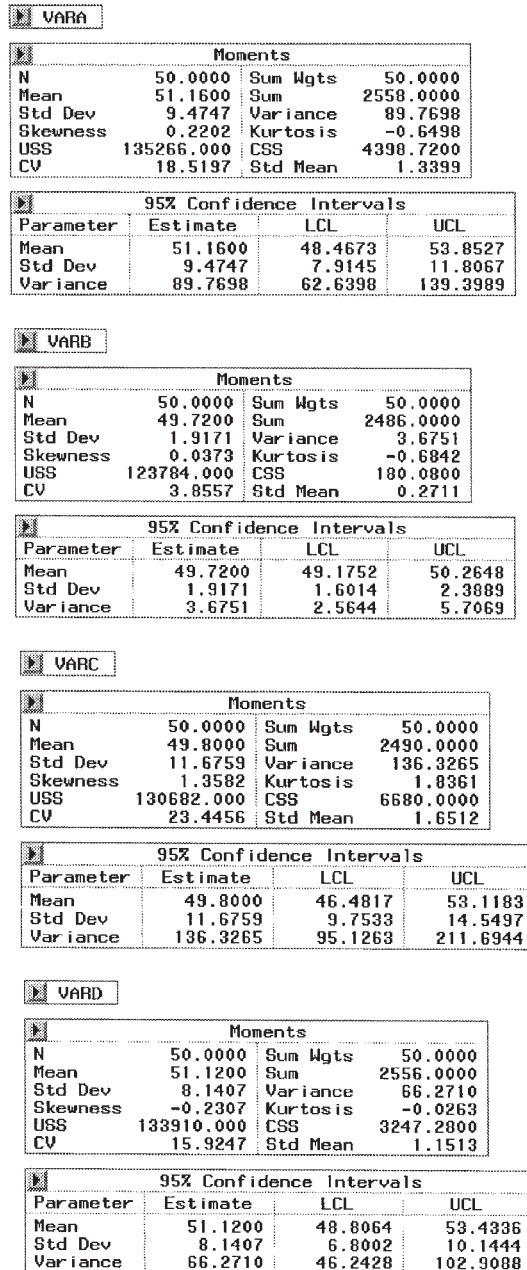 VARA
Moments
N 50.0000 Sum Wgts 50.0000
Mean 51.1600 Sum 2558.0000
Std Dev 9.4747 Variance 89.7698
Skewness 0.2202 Kurtosis -0.6498
USS 135266.000 CSS 4398.7200
CV 18.5197 Std Mean 1.3399
95% Confidence Intervals
Parameter Estimate LCL UCL
Mean 51.1600 48.4673 53.8527
Std Dev 9.4747 7.9145 11.8067
Variance 89.7698 62.6398 139.3989
VARB
Moments
N 50.0000 Sum Wgts 50.0000
Mean 49.7200 Sum 2486.0000
Std Dev 1.9171 Variance 3.6751
Skewness 0.0373 Kurtosis -0.6842
USS 123784.000 CSS 180.0800
CV 3.8557 Std Mean 0.2711
95% Confidence Intervals
Parameter Estimate LCL UCL
Mean 49.7200 49.1752 50.2648
Std Dev 1.9171 1.6014 2.3889
Variance 3.6751 2.5644 5.7069
VARC
Moments
N 50.0000 Sum Wgts 50.0000
Mean 49.8000 Sum 2490.0000
Std Dev 11.6759 Variance 136.3265
Skewness 1.3582 Kurtosis 1.8361
USS 130682.000 CSS 6680.0000
CV 23.4456 Std Mean 1.6512
95% Confidence Intervals
Parameter Estimate LCL UCL
Mean 49.8000 46.4817 53.1183
Std Dev 11.6759 9.7533 14.5497
Variance 136.3265 95.1263 211.6944
VARD
Moments
N 50.0000 Sum Wgts 50.0000
Mean 51.1200 Sum 2556.0000
Std Dev 8.1407 Variance 66.2710
Skewness -0.2307 Kurtosis -0.0263
USS 133910.000 CSS 3247.2800
CV 15.9247 Std Mean 1.1513
95% Confidence Intervals
Parameter Estimate LCL UCL
Mean 51.1200 48.8064 53.4336
Std Dev 8.1407 6.8002 10.1444
Variance 66.2710 46.2428 102.9088